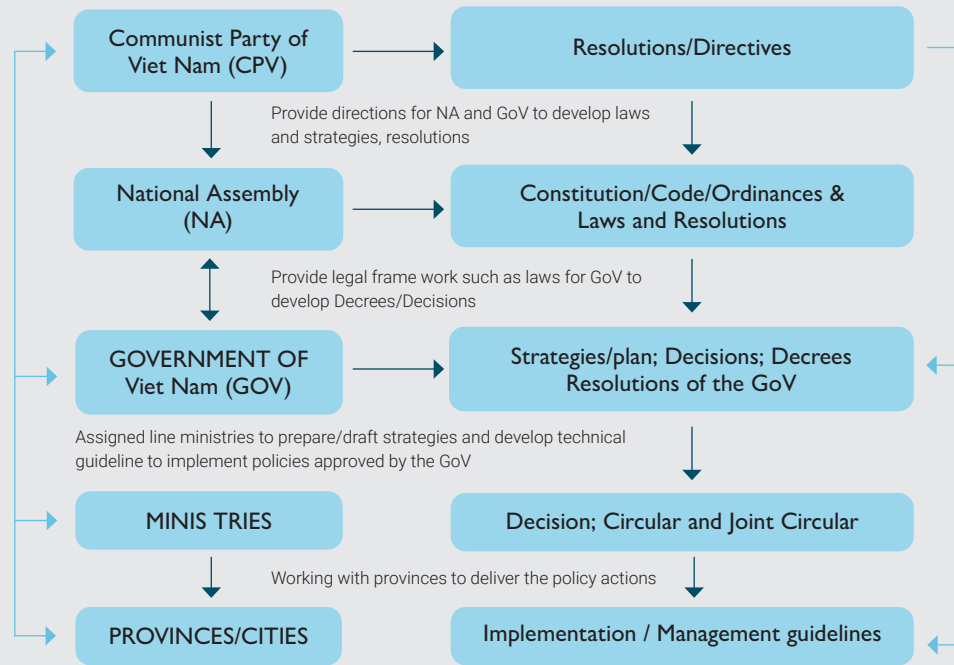 Communist Party of
Viet Nam (CPV)
Resolutions/Directives
Provide directions for NA and GoV to develop laws
and strategies, resolutions
National Assembly
(NA)
Constitution/Code/Ordinances &
Laws and Resolutions
Provide legal frame work such as laws for GoV to
develop Decrees/Decisions
GOVERNMENT OF
Viet Nam (GOV)
Strategies/plan; Decisions; Decrees
Resolutions of the GoV
Assigned line ministries to prepare/draft strategies and develop technical
guideline to implement policies approved by the GoV
MINIS TRIES
Decision; Circular and Joint Circular
Working with provinces to deliver the policy actions
PROVINCES/CITIES
Implementation / Management guidelines